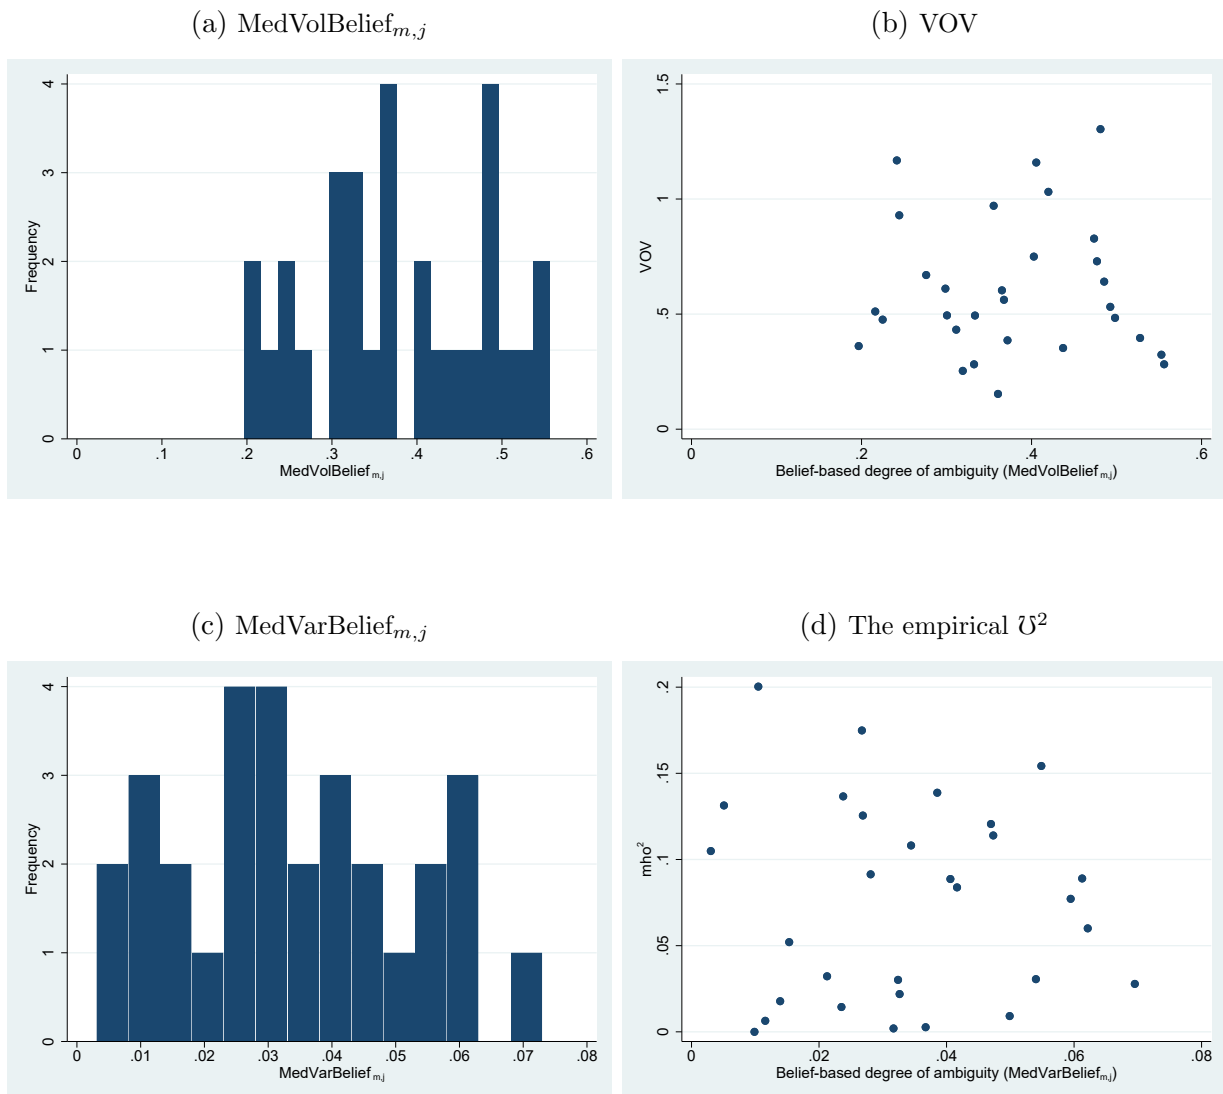 (a) MedVolBelief_{m,j}
(b) VOV
Frequency
0
1
2
3
4
0 .1 .2 .3 .4 .5 .6
MedVolBelief_{m,j}
VOV
0
.5
1
1.5
0 .2 .4 .6
Belief-based degree of ambiguity (MedVolBelief_{m,j})
(c) MedVarBelief_{m,j}
(d) The empirical ℧²
Frequency
0
1
2
3
4
0 .01 .02 .03 .04 .05 .06 .07 .08
MedVarBelief_{m,j}
mho²
0
.05
.1
.15
.2
0 .02 .04 .06 .08
Belief-based degree of ambiguity (MedVarBelief_{m,j})